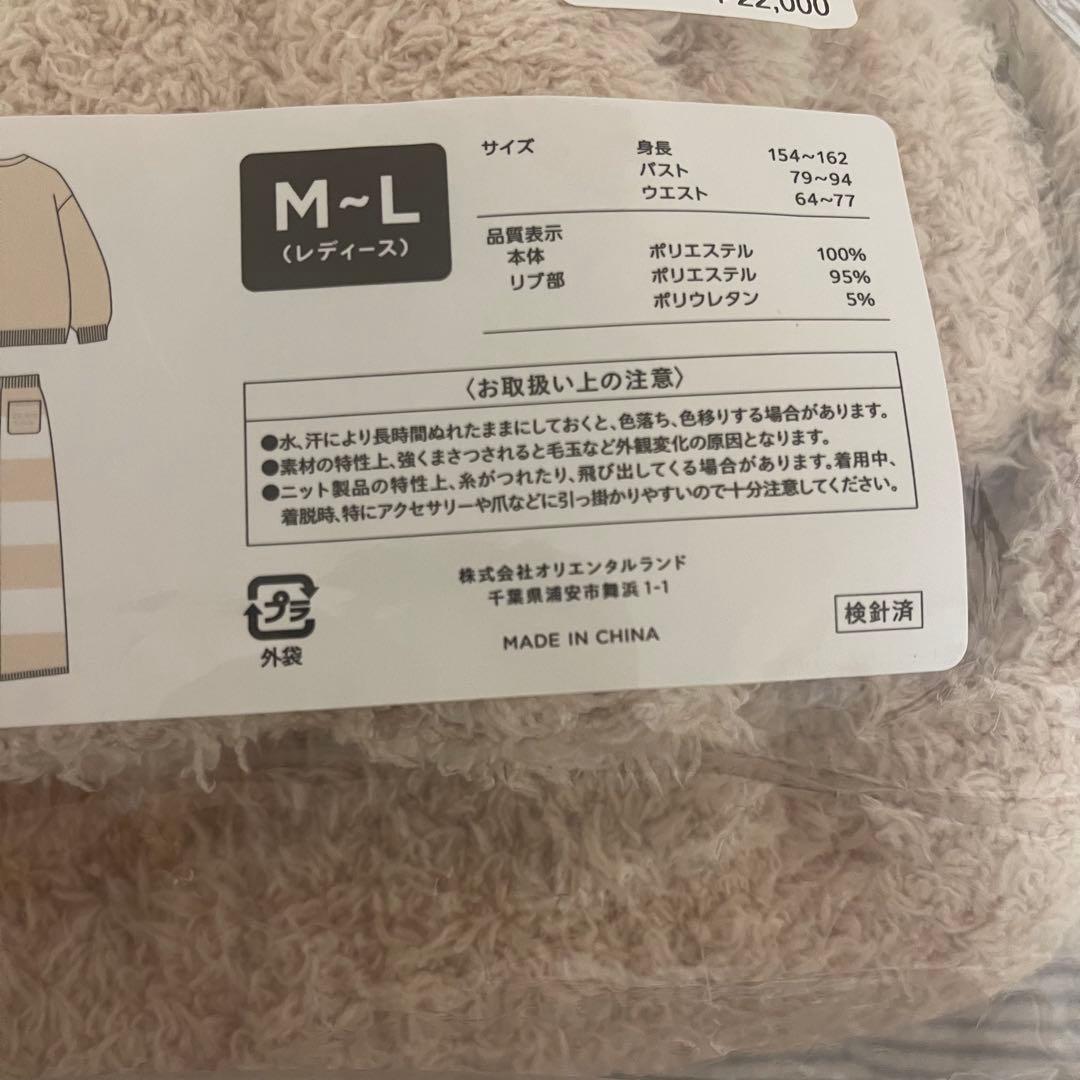 22,000
M~L
(レディース)
サイズ 身長 154~162
バスト 79~94
ウエスト 64~77
品質表示
本体 ポリエステル 100%
リブ部 ポリエステル 95%
ポリウレタン 5%
〈お取扱い上の注意〉
●水、汗により長時間ぬれたままにしておくと、色落ち、色移りする場合があります。
●素材の特性上、強くまさつされると毛玉など外観変化の原因となります。
●ニット製品の特性上、糸がつれたり、飛び出してくる場合があります。着用中、
着脱時、特にアクセサリーや爪などに引っ掛かりやすいので十分注意してください。
プラ
外袋
株式会社オリエンタルランド
千葉県浦安市舞浜1-1
MADE IN CHINA
検針済